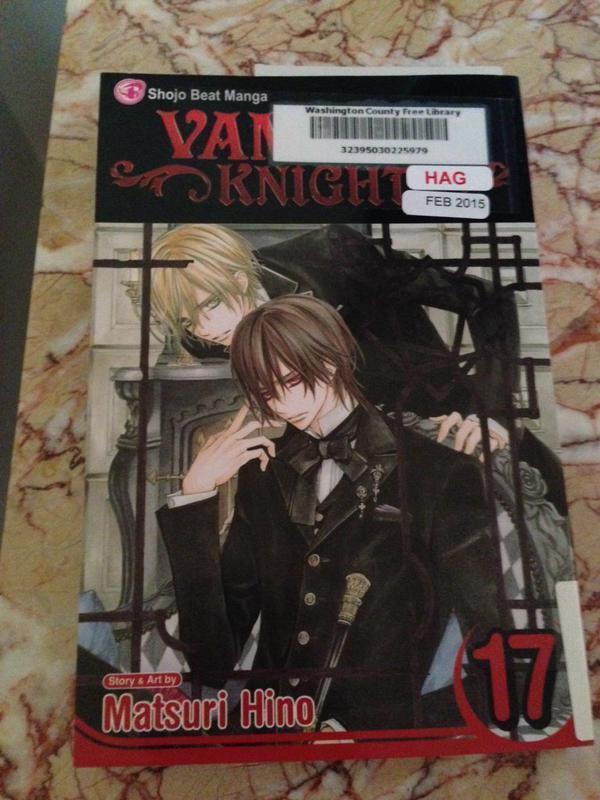 Shojo Beat Manga
Washington County Free Library
32395030225979
VAM
KNIGHT
HAG
FEB 2015
Story & Art by
Matsuri Hino
17